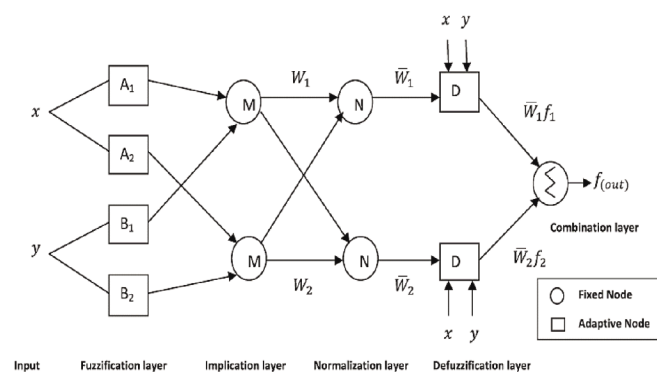 x y
A₁
W₁
W̅₁
M
N
D
W̅₁f₁
x
A₂
f(out)
B₁
Combination layer
y
W̅₂f₂
M
N
D
B₂
W₂
W̅₂
Fixed Node
x y
Adaptive Node
Input Fuzzification layer Implication layer Normalization layer Defuzzification layer